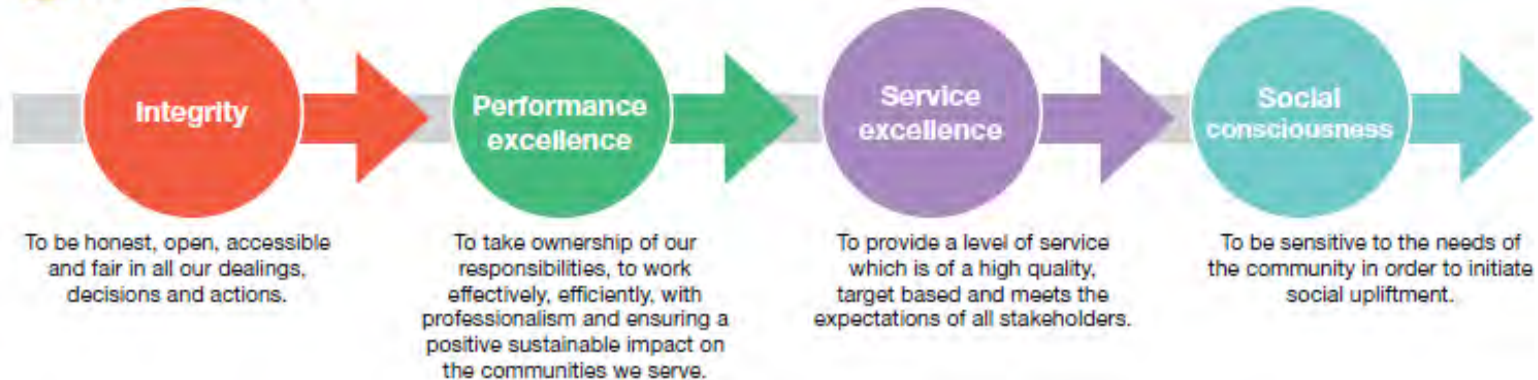 Integrity
To be honest, open, accessible
and fair in all our dealings,
decisions and actions.
Performance
excellence
To take ownership of our
responsibilities, to work
effectively, efficiently, with
professionalism and ensuring a
positive sustainable impact on
the communities we serve.
Service
excellence
To provide a level of service
which is of a high quality,
target based and meets the
expectations of all stakeholders.
Social
consciousness
To be sensitive to the needs of
the community in order to initiate
social upliftment.